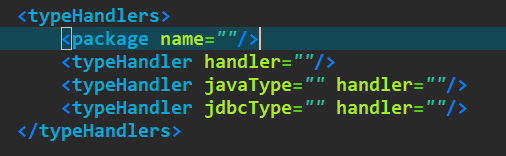 <typeHandlers>
<package name=""/>
<typeHandler handler=""/>
<typeHandler javaType="" handler=""/>
<typeHandler jdbcType="" handler=""/>
</typeHandlers>